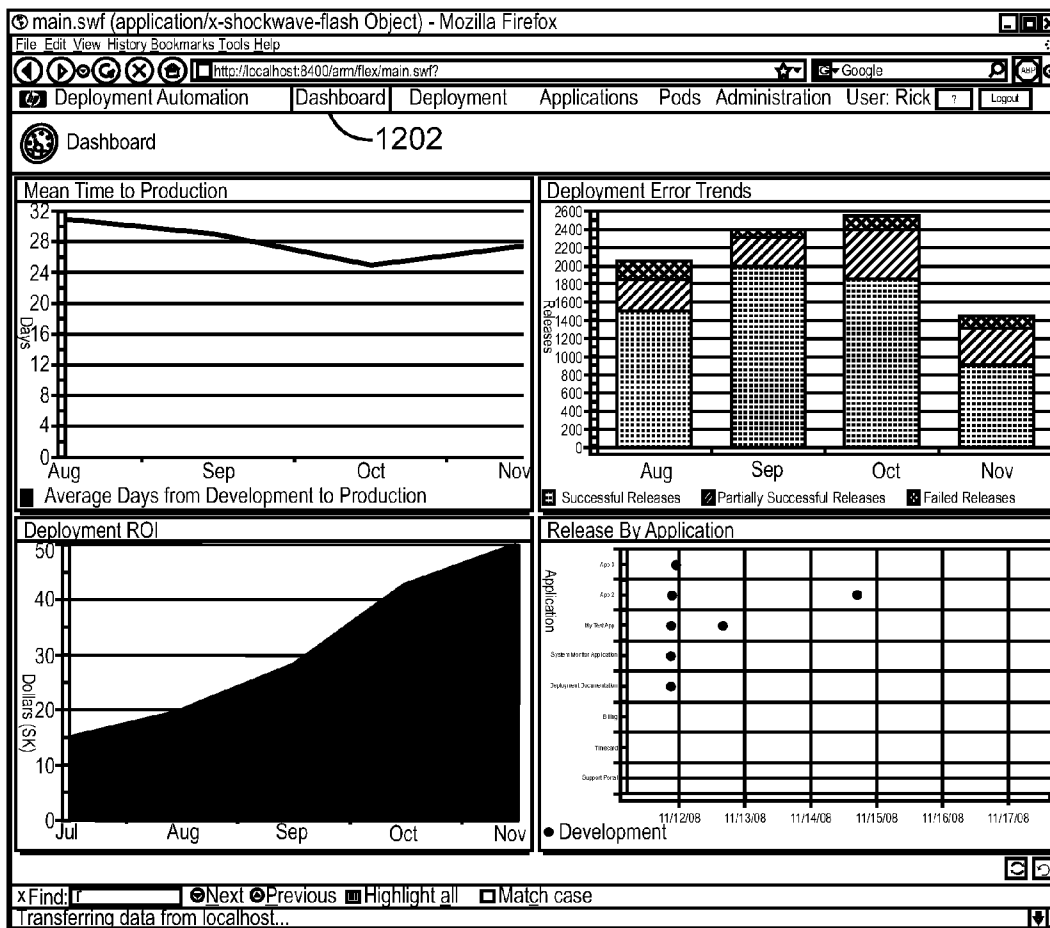 main.swf (application/x-shockwave-flash Object) - Mozilla Firefox
File Edit View History Bookmarks Tools Help
http://localhost:8400/arm/flex/main.swf? G Google ABP
hp Deployment Automation Dashboard Deployment Applications Pods Administration User: Rick ? Logout
1202
Dashboard
Mean Time to Production
32
28
24
20
16
12
8
4
0
Days
Aug Sep Oct Nov
Average Days from Development to Production
Deployment Error Trends
2600
2400
2200
2000
1800
1600
1400
1200
1000
800
600
400
200
0
Releases
Aug Sep Oct Nov
Successful Releases Partially Successful Releases Failed Releases
Deployment ROI
50
40
30
20
10
0
Dollars (SK)
Jul Aug Sep Oct Nov
Release By Application
Application
App 3
App 2
My Test App
System Monitor Application
Deployment Documentation
Billing
Timecard
Support Portal
11/12/08 11/13/08 11/14/08 11/15/08 11/16/08 11/17/08
Development
x Find: r Next Previous Highlight all Match case
Transferring data from localhost...